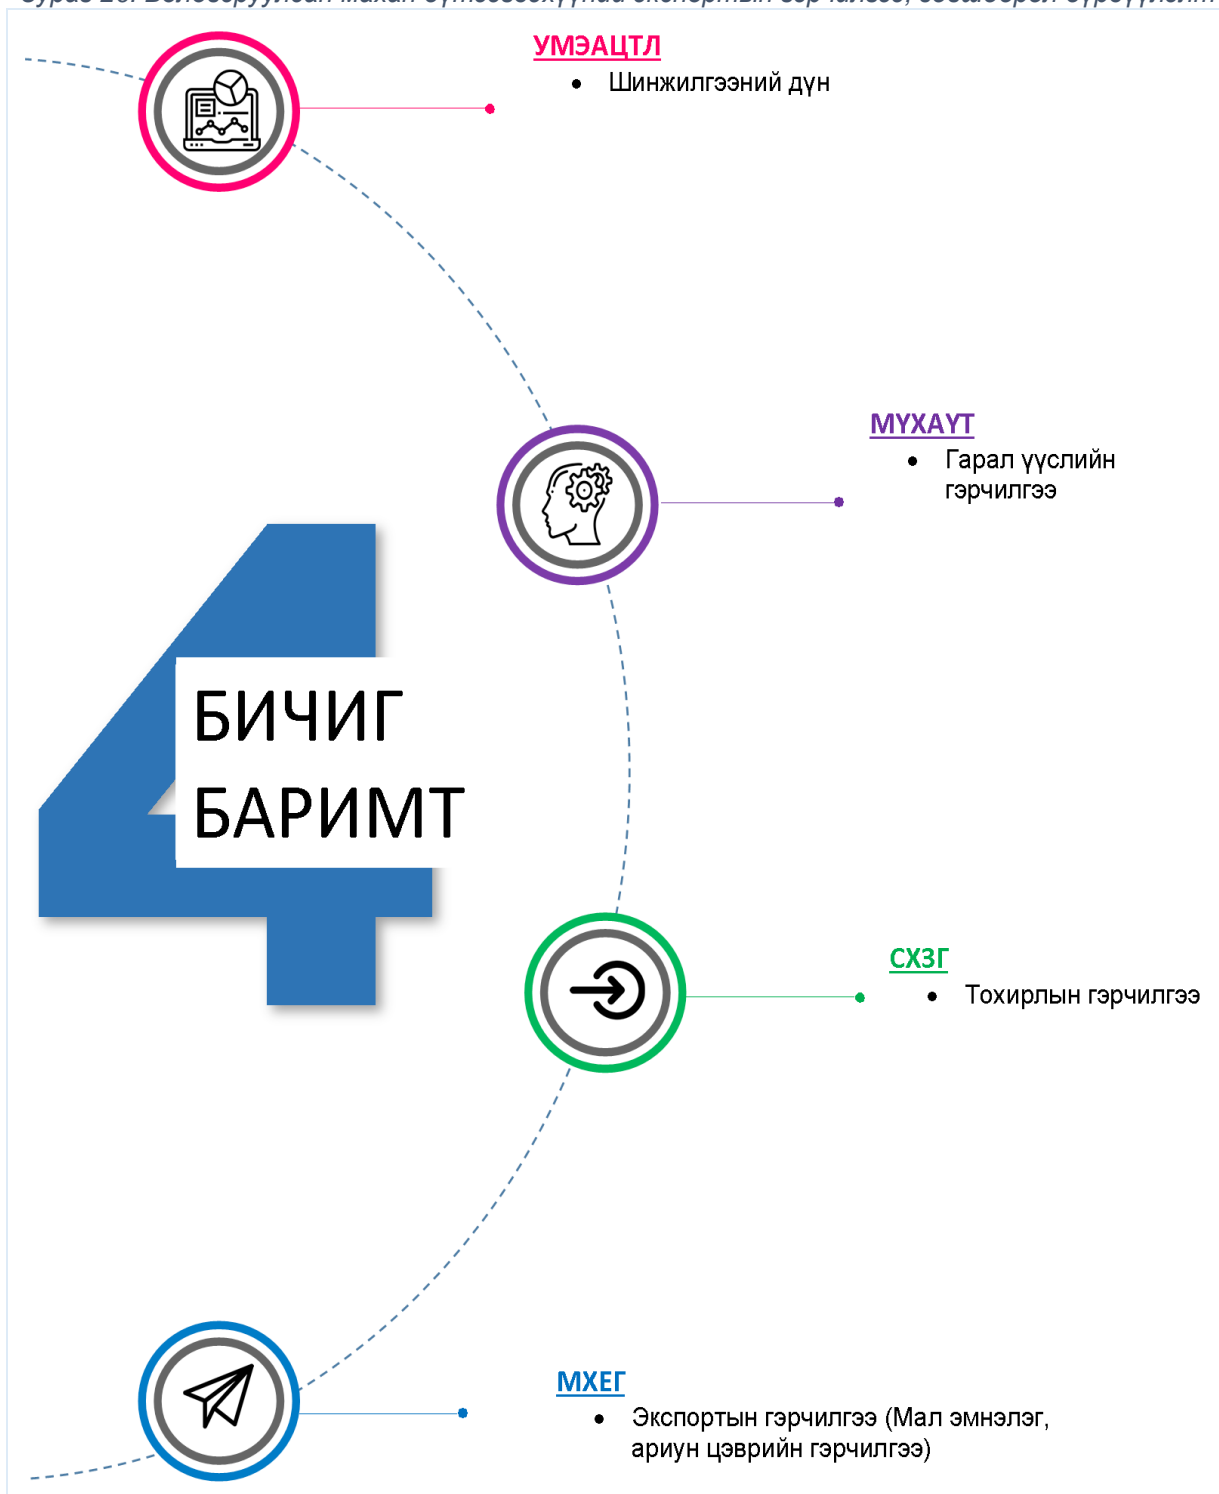 УМЭАЦТЛ
• Шинжилгээний дүн
МҮХАҮТ
• Гарал үүслийн
гэрчилгээ
4
БИЧИГ
БАРИМТ
СХЗГ
• Тохирлын гэрчилгээ
МХЕГ
• Экспортын гэрчилгээ (Мал эмнэлэг,
ариун цэврийн гэрчилгээ)